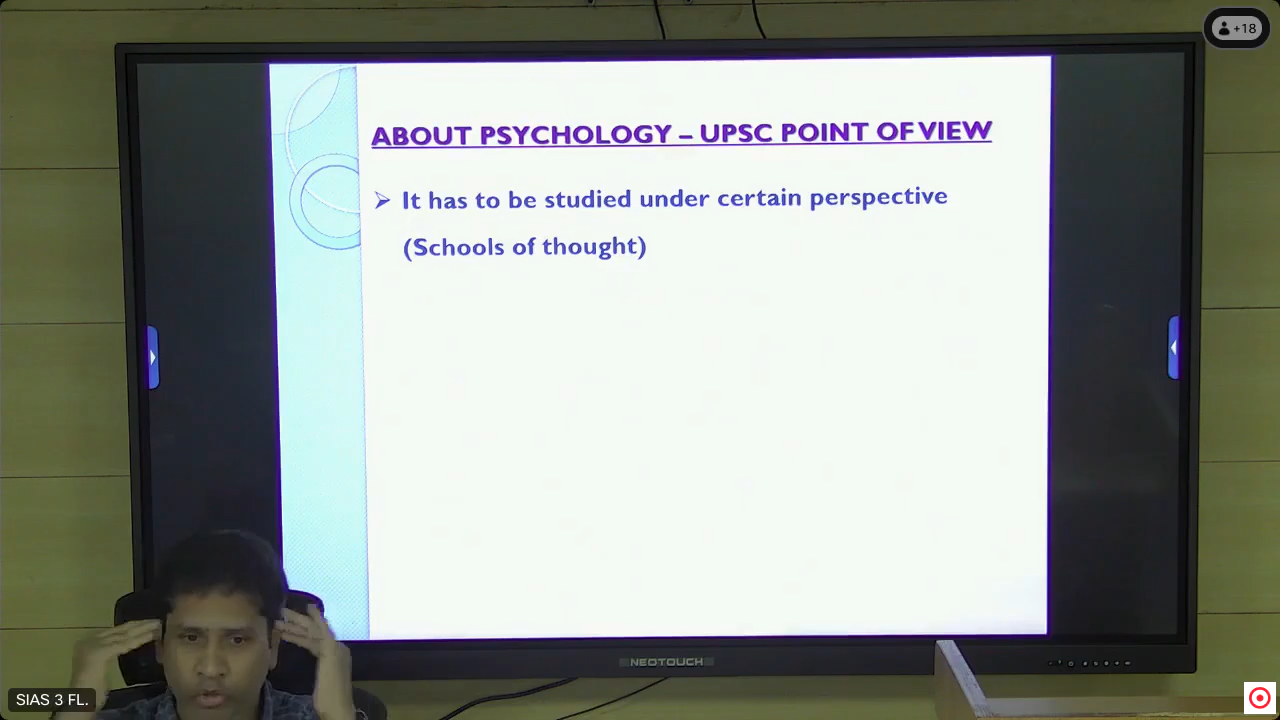 +18
ABOUT PSYCHOLOGY – UPSC POINT OF VIEW
➢ It has to be studied under certain perspective
(Schools of thought)
NEOTOUCH
SIAS 3 FL.